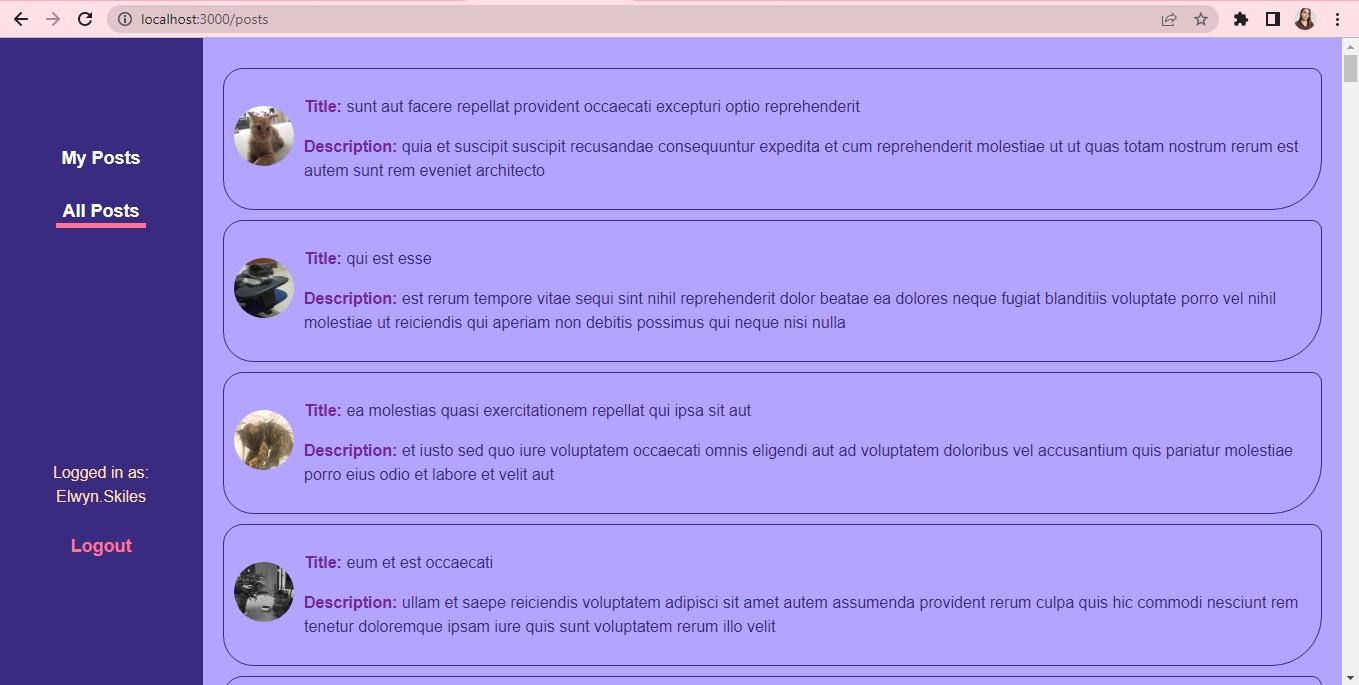 localhost:3000/posts
My Posts
All Posts
Logged in as:
Elwyn.Skiles
Logout
Title: sunt aut facere repellat provident occaecati excepturi optio reprehenderit
Description: quia et suscipit suscipit recusandae consequuntur expedita et cum reprehenderit molestiae ut ut quas totam nostrum rerum est
autem sunt rem eveniet architecto
Title: qui est esse
Description: est rerum tempore vitae sequi sint nihil reprehenderit dolor beatae ea dolores neque fugiat blanditiis voluptate porro vel nihil
molestiae ut reiciendis qui aperiam non debitis possimus qui neque nisi nulla
Title: ea molestias quasi exercitationem repellat qui ipsa sit aut
Description: et iusto sed quo iure voluptatem occaecati omnis eligendi aut ad voluptatem doloribus vel accusantium quis pariatur molestiae
porro eius odio et labore et velit aut
Title: eum et est occaecati
Description: ullam et saepe reiciendis voluptatem adipisci sit amet autem assumenda provident rerum culpa quis hic commodi nesciunt rem
tenetur doloremque ipsam iure quis sunt voluptatem rerum illo velit